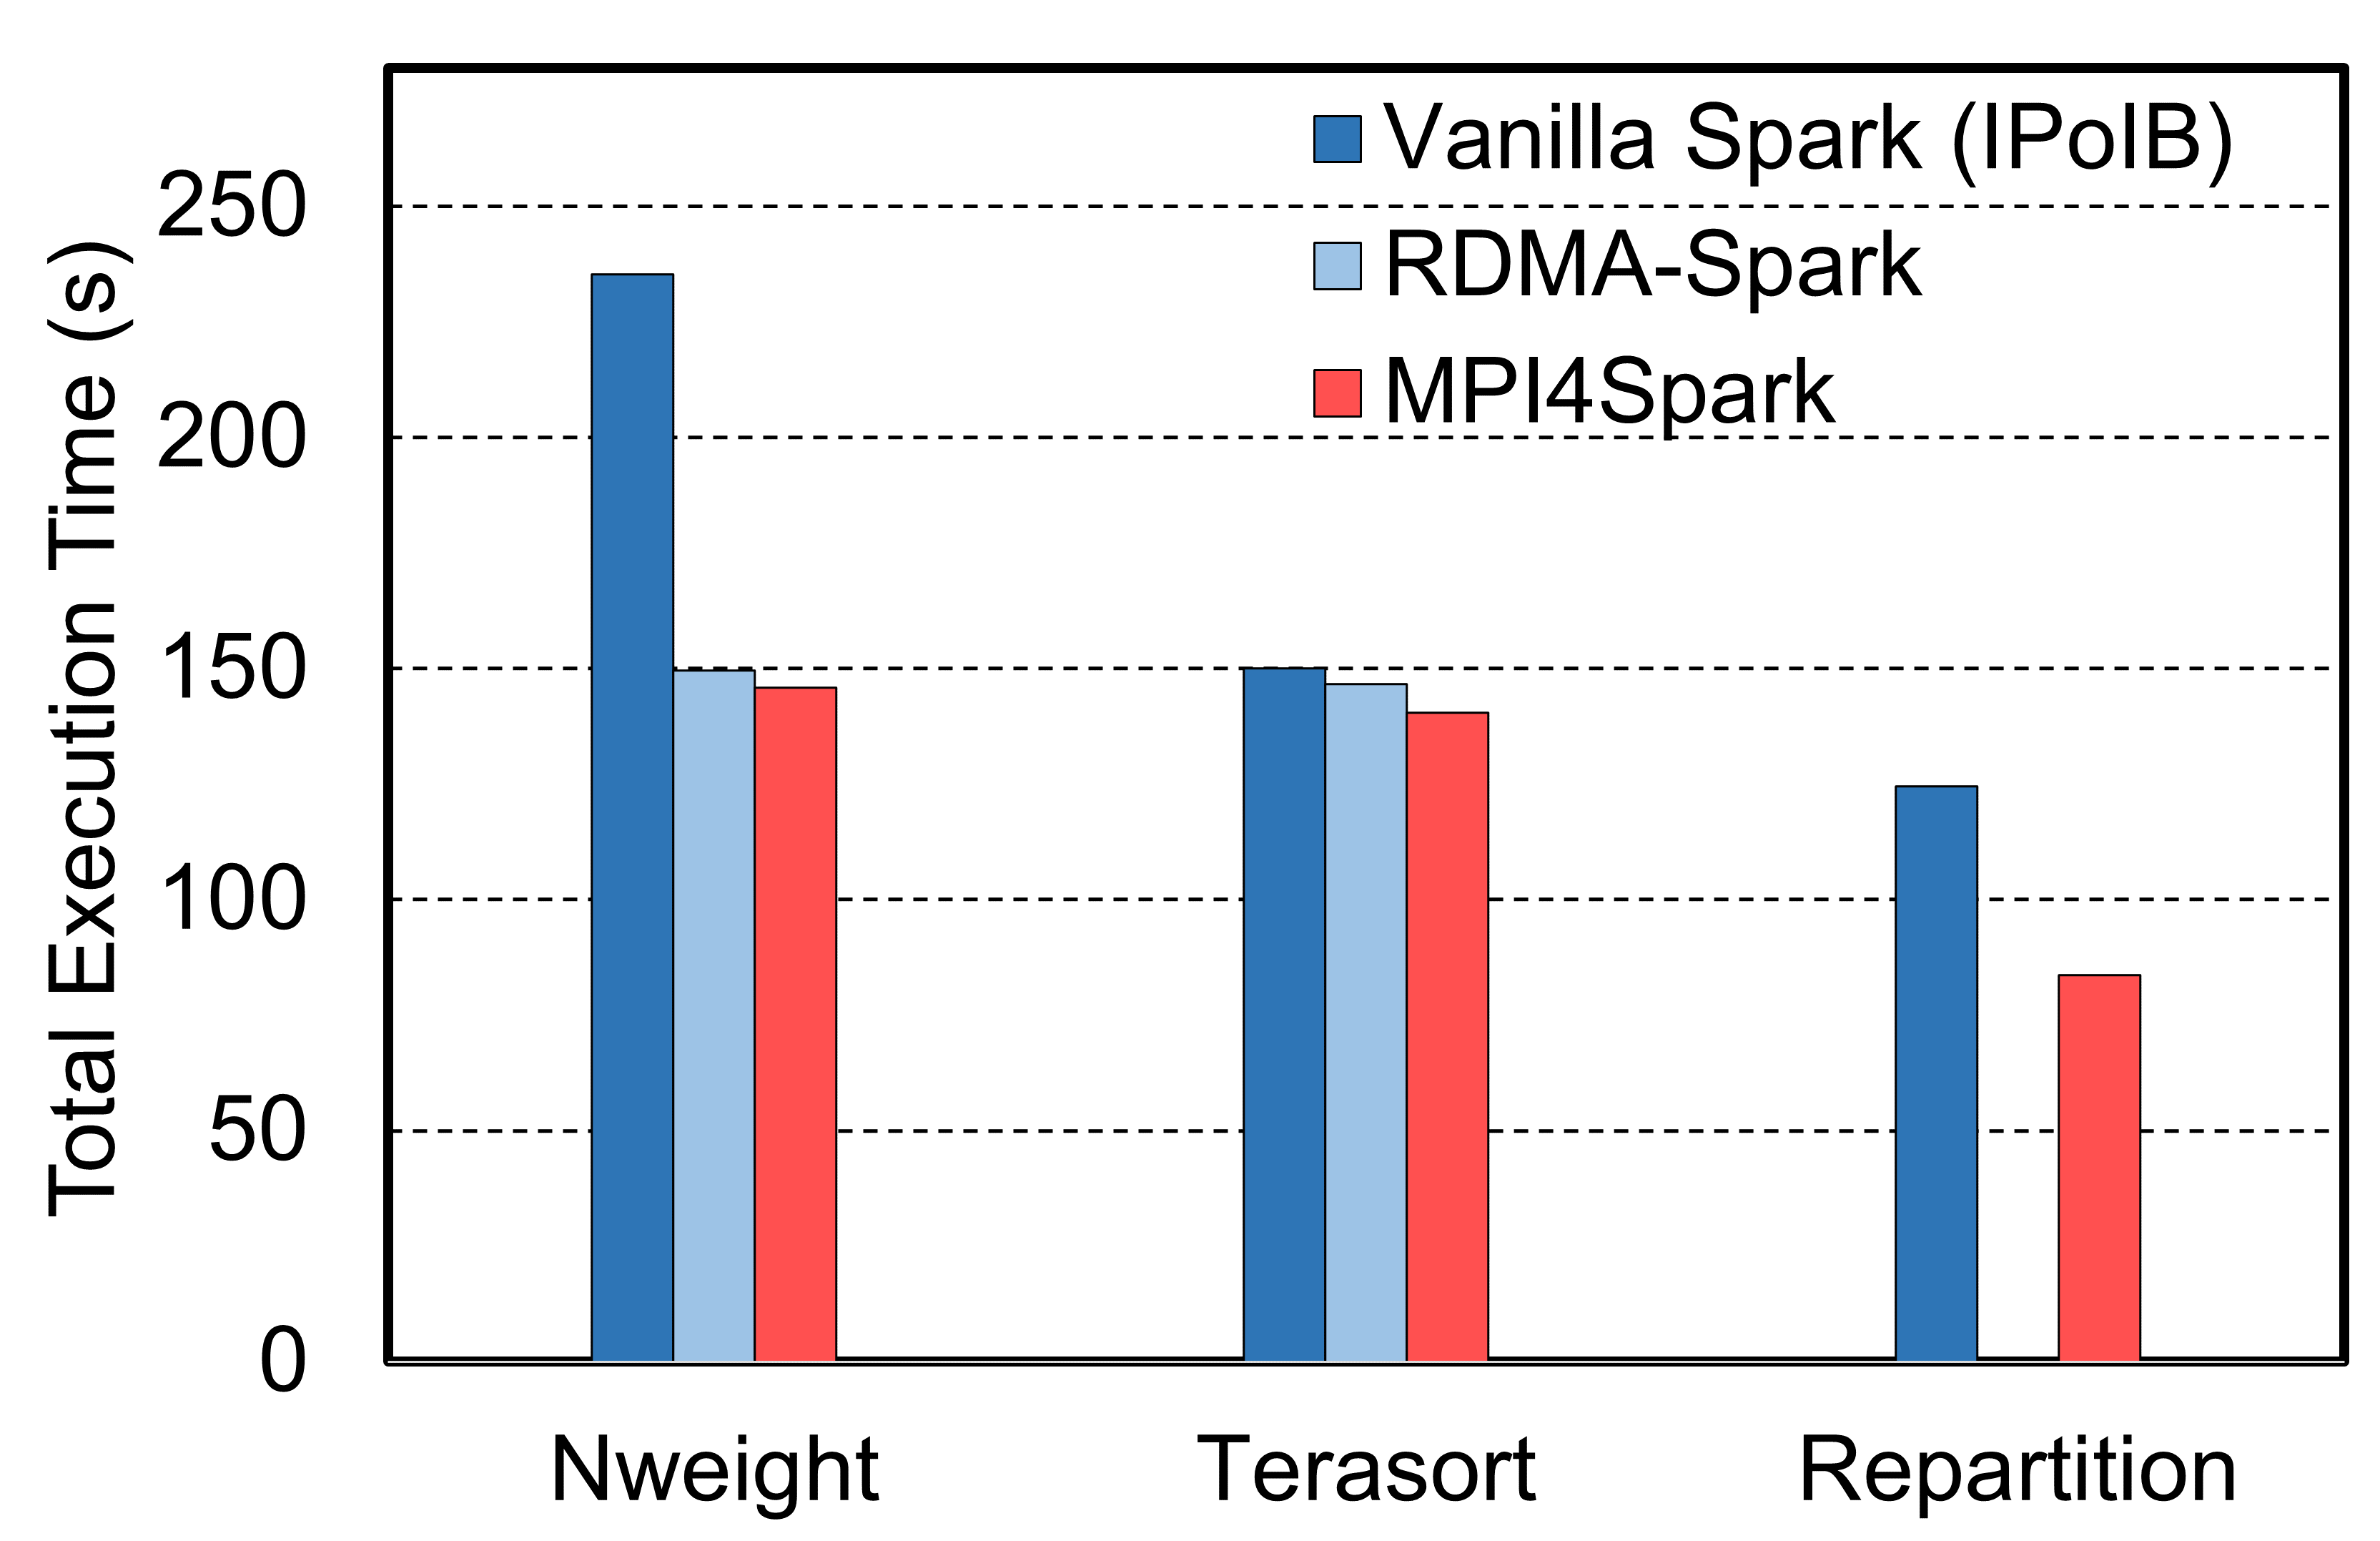 Vanilla Spark (IPoIB)
RDMA-Spark
MPI4Spark
Total Execution Time (s)
250
200
150
100
50
0
Nweight
Terasort
Repartition